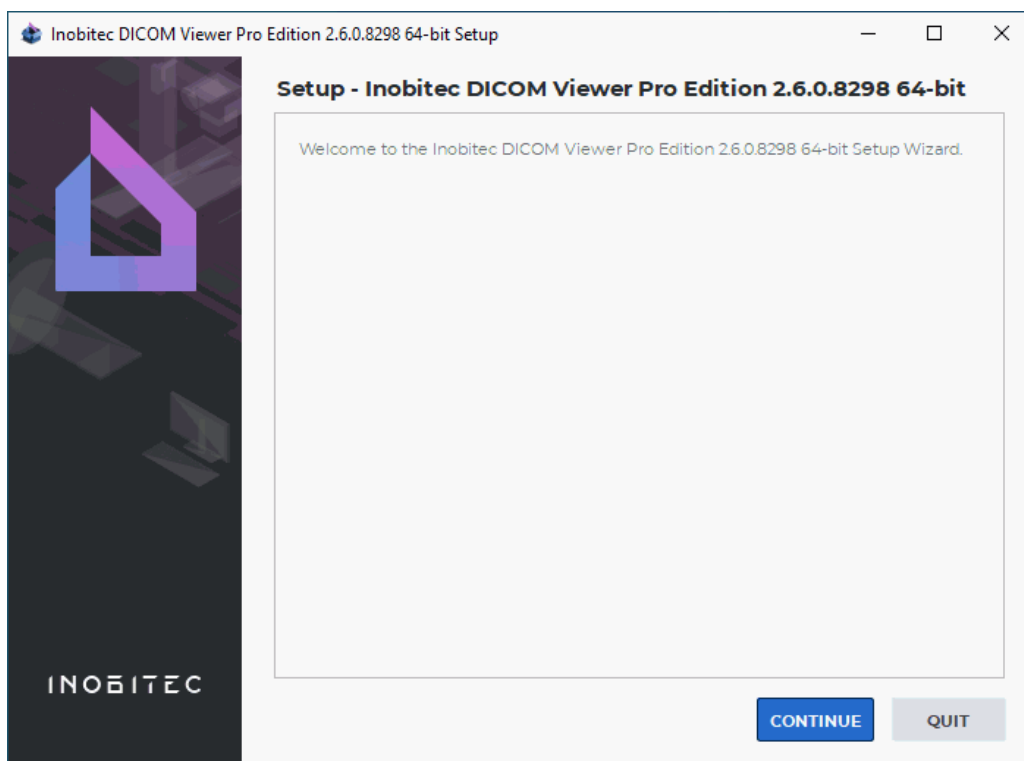 Inobitec DICOM Viewer Pro Edition 2.6.0.8298 64-bit Setup
Setup - Inobitec DICOM Viewer Pro Edition 2.6.0.8298 64-bit
Welcome to the Inobitec DICOM Viewer Pro Edition 2.6.0.8298 64-bit Setup Wizard.
INOBITEC
CONTINUE
QUIT